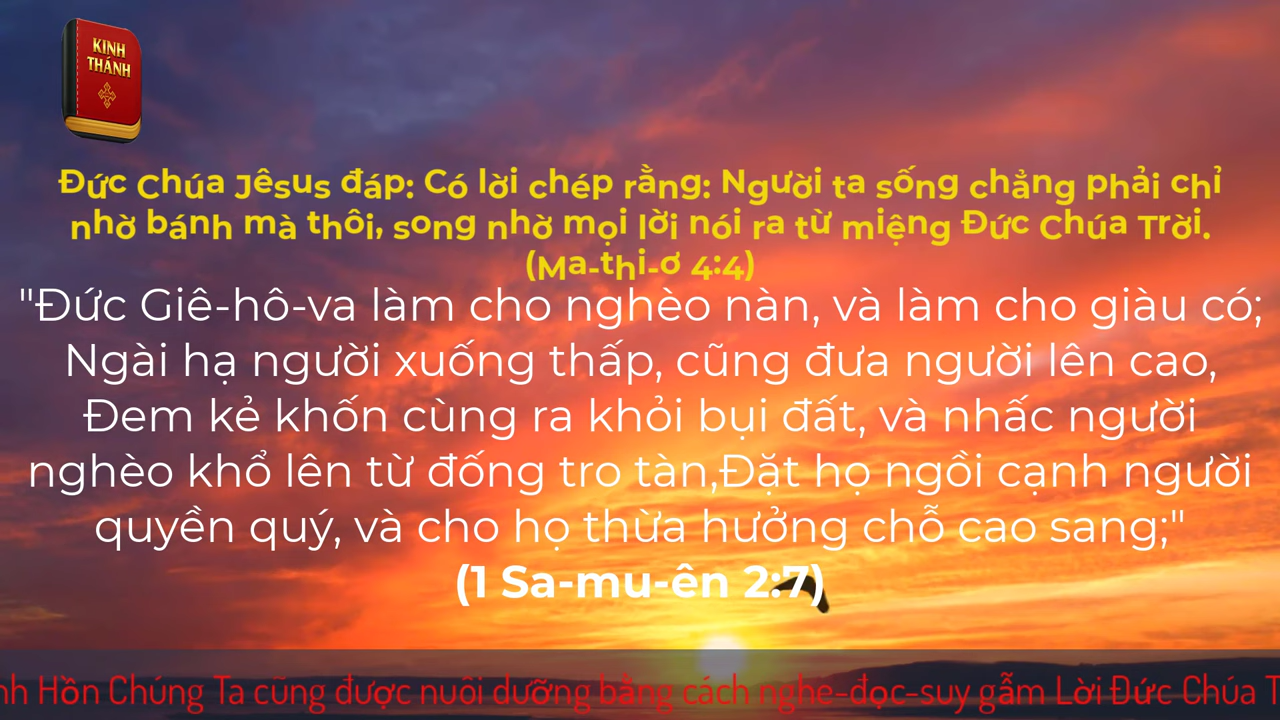 KINH
THÁNH
Đức Chúa Jêsus đáp: Có lời chép rằng: Người ta sống chẳng phải chỉ
nhờ bánh mà thôi, song nhờ mọi lời nói ra từ miệng Đức Chúa Trời.
(Ma-thi-ơ 4:4)
"Đức Giê-hô-va làm cho nghèo nàn, và làm cho giàu có;
Ngài hạ người xuống thấp, cũng đưa người lên cao,
Đem kẻ khốn cùng ra khỏi bụi đất, và nhấc người
nghèo khổ lên từ đống tro tàn,Đặt họ ngồi cạnh người
quyền quý, và cho họ thừa hưởng chỗ cao sang;"
(1 Sa-mu-ên 2:7)
nh Hồn Chúng Ta cũng được nuôi dưỡng bằng cách nghe-đọc-suy gẫm Lời Đức Chúa T